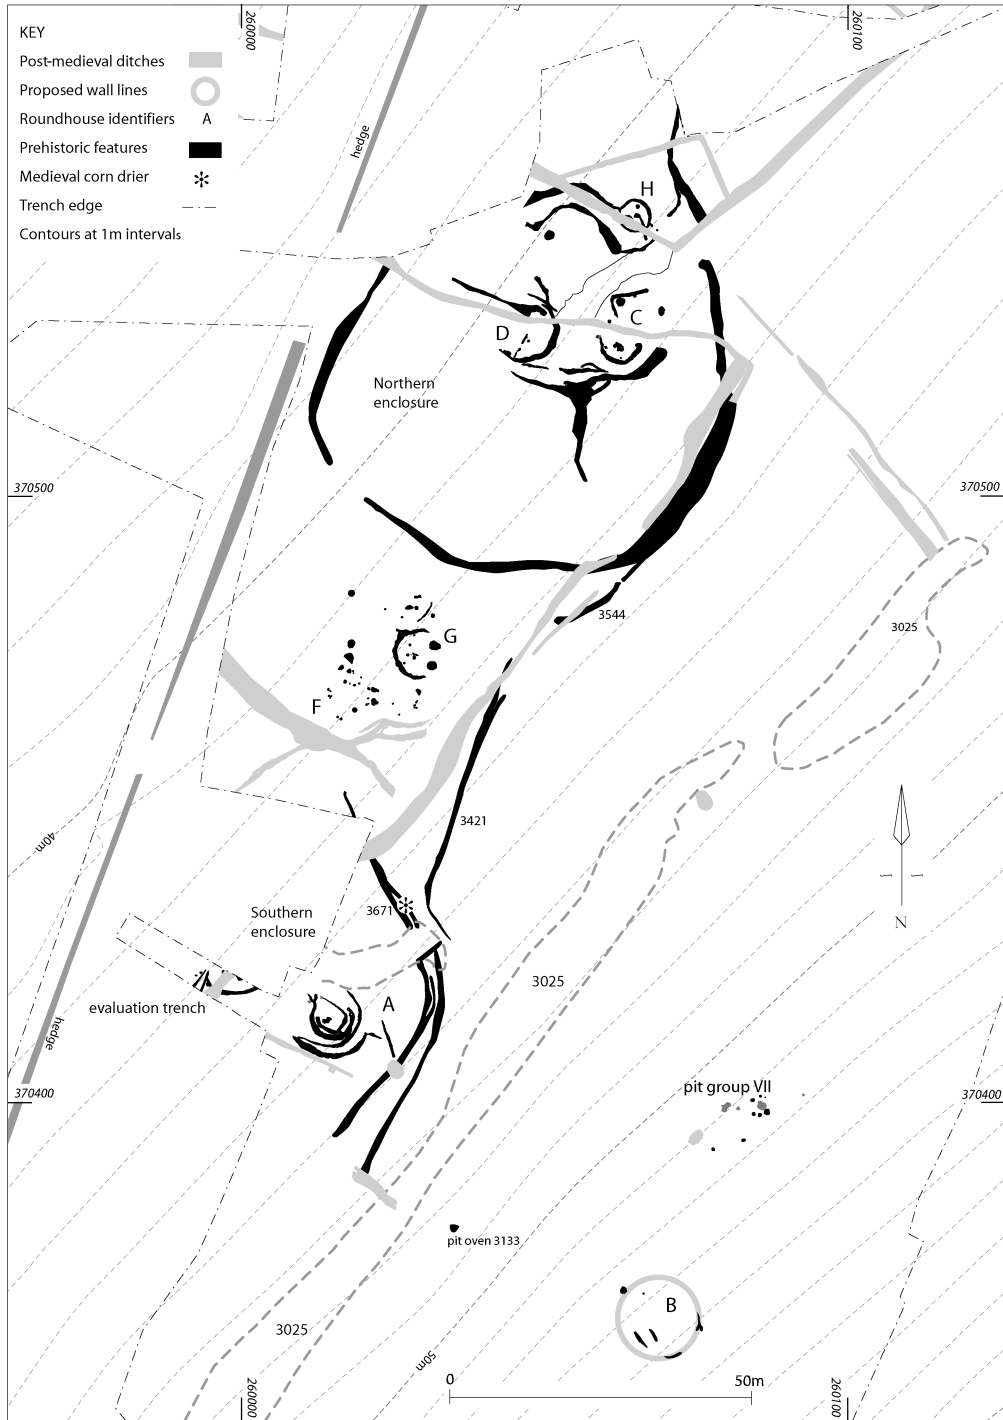 260000
260100
KEY
Post-medieval ditches
Proposed wall lines
Roundhouse identifiers A
Prehistoric features
Medieval corn drier
Trench edge
Contours at 1m intervals
hedge
H
C
D
Northern
enclosure
370500
370500
3544
3025
G
F
40m
3421
3671
N
Southern
enclosure
3025
A
evaluation trench
hedge
370400
pit group VII
370400
pit oven 3133
B
3025
50m
0
50m
260000
260100